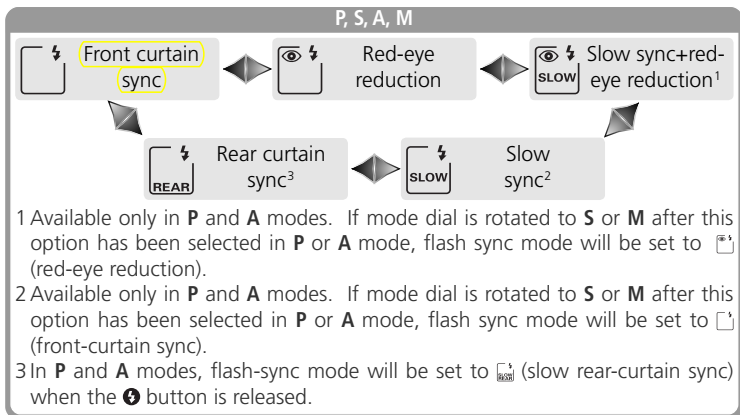 P, S, A, M
Front curtain
sync
Red-eye
reduction
SLOW
Slow sync+red-
eye reduction1
REAR
Rear curtain
sync3
SLOW
Slow
sync2
1 Available only in P and A modes. If mode dial is rotated to S or M after this
option has been selected in P or A mode, flash sync mode will be set to
(red-eye reduction).
2 Available only in P and A modes. If mode dial is rotated to S or M after this
option has been selected in P or A mode, flash sync mode will be set to
(front-curtain sync).
3 In P and A modes, flash-sync mode will be set to SLOW REAR (slow rear-curtain sync)
when the button is released.